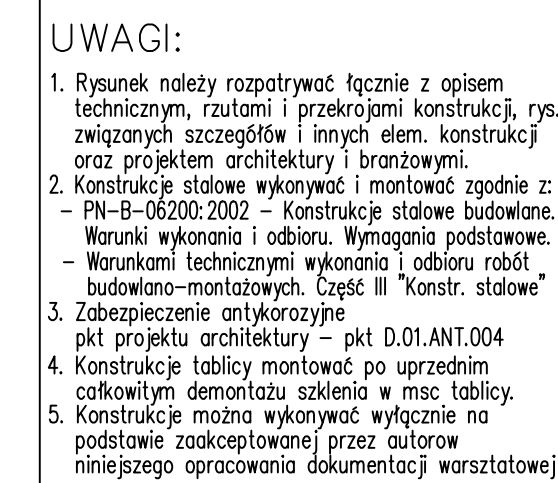 UWAGI:
1. Rysunek należy rozpatrywać łącznie z opisem
technicznym, rzutami i przekrojami konstrukcji, rys.
związanych szczegółów i innych elem. konstrukcji
oraz projektem architektury i branżowymi.
2. Konstrukcje stalowe wykonywać i montować zgodnie z:
– PN–B–06200:2002 – Konstrukcje stalowe budowlane.
Warunki wykonania i odbioru. Wymagania podstawowe.
– Warunkami technicznymi wykonania i odbioru robót
budowlano–montażowych. Część III "Konstr. stalowe"
3. Zabezpieczenie antykorozyjne
pkt projektu architektury – pkt D.01.ANT.004
4. Konstrukcje tablicy montować po uprzednim
całkowitym demontażu szklenia w msc tablicy.
5. Konstrukcje można wykonywać wyłącznie na
podstawie zaakceptowanej przez autorow
niniejszego opracowania dokumentacji warsztatowej